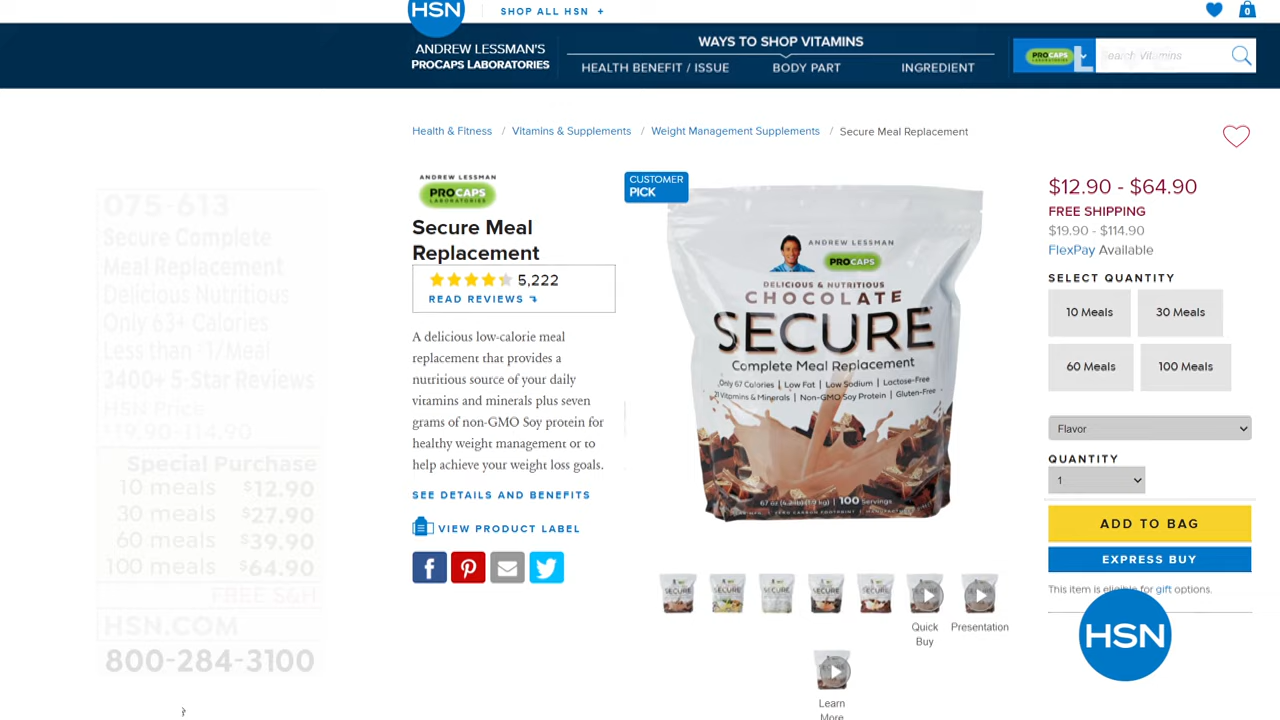 HSN
SHOP ALL HSN +
0
ANDREW LESSMAN'S
PROCAPS LABORATORIES
WAYS TO SHOP VITAMINS
HEALTH BENEFIT / ISSUE
BODY PART
INGREDIENT
PROCAPS
Search Vitamins
Health & Fitness / Vitamins & Supplements / Weight Management Supplements / Secure Meal Replacement
075-613
Secure Complete
Meal Replacement
Delicious Nutritious
Only 63+ Calories
Less than $1/Meal
3400+ 5-Star Reviews
HSN Price
$19.90-114.90
Special Purchase
10 meals $12.90
30 meals $27.90
60 meals $39.90
100 meals $64.90
FREE S&H
HSN.COM
800-284-3100
ANDREW LESSMAN
PROCAPS
LABORATORIES
Secure Meal
Replacement
5,222
READ REVIEWS
A delicious low-calorie meal
replacement that provides a
nutritious source of your daily
vitamins and minerals plus seven
grams of non-GMO Soy protein for
healthy weight management or to
help achieve your weight loss goals.
SEE DETAILS AND BENEFITS
VIEW PRODUCT LABEL
CUSTOMER
PICK
ANDREW LESSMAN
PROCAPS
DELICIOUS & NUTRITIOUS
CHOCOLATE
SECURE
Complete Meal Replacement
Only 67 Calories | Low Fat | Low Sodium | Lactose-Free
21 Vitamins & Minerals | Non-GMO Soy Protein | Gluten-Free
67 oz (4.2lb) (1.9 kg) | 100 Servings
Quick
Buy
Presentation
Learn
More
$12.90 - $64.90
FREE SHIPPING
$19.90 - $114.90
FlexPay Available
SELECT QUANTITY
10 Meals
30 Meals
60 Meals
100 Meals
Flavor
QUANTITY
1
ADD TO BAG
EXPRESS BUY
This item is eligible for gift options.
HSN